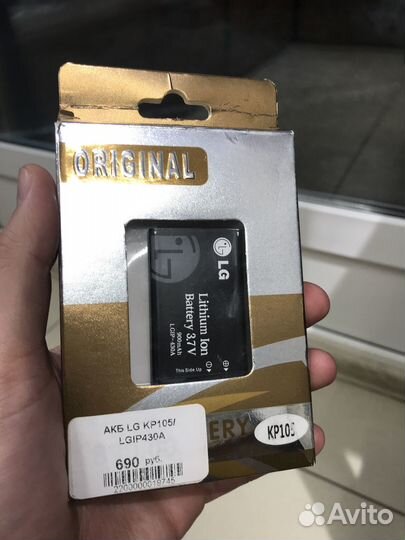 ORIGINAL
LG
Lithium Ion
Battery 3.7V
900mAh
LGIP-430A
This Side Up
KP105
АКБ LG KP105/
LGIP430A
690 руб.
2200000019745
Avito